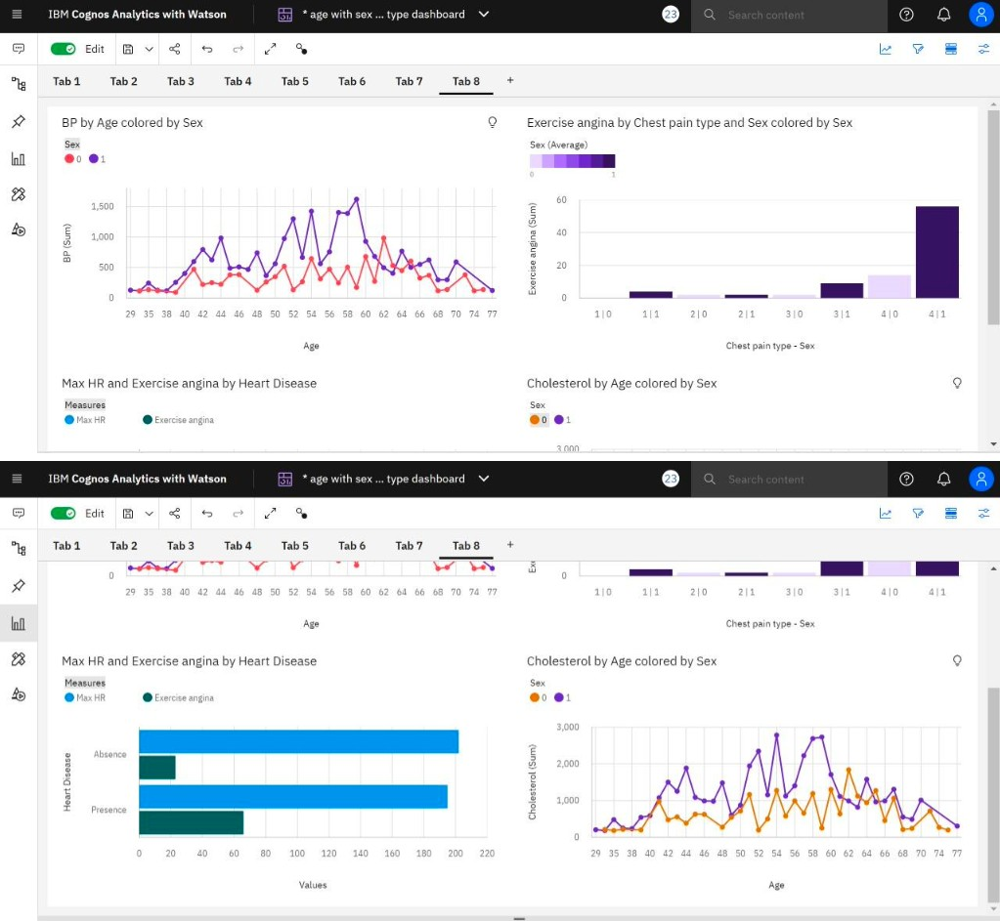 IBM Cognos Analytics with Watson
* age with sex ... type dashboard
23
Search content
Edit
Tab 1 Tab 2 Tab 3 Tab 4 Tab 5 Tab 6 Tab 7 Tab 8 +
BP by Age colored by Sex
Sex
0 1
BP (Sum)
1,500
1,000
500
0
29 35 38 40 42 44 46 48 50 52 54 56 58 60 62 64 66 68 70 74 77
Age
Exercise angina by Chest pain type and Sex colored by Sex
Sex (Average)
0 1
Exercise angina (Sum)
60
40
20
0
1 | 0 1 | 1 2 | 0 2 | 1 3 | 0 3 | 1 4 | 0 4 | 1
Chest pain type - Sex
Max HR and Exercise angina by Heart Disease
Measures
Max HR Exercise angina
Cholesterol by Age colored by Sex
Sex
0 1
3,000
IBM Cognos Analytics with Watson
* age with sex ... type dashboard
23
Search content
Edit
Tab 1 Tab 2 Tab 3 Tab 4 Tab 5 Tab 6 Tab 7 Tab 8 +
0
29 35 38 40 42 44 46 48 50 52 54 56 58 60 62 64 66 68 70 74 77
Age
0
1 | 0 1 | 1 2 | 0 2 | 1 3 | 0 3 | 1 4 | 0 4 | 1
Chest pain type - Sex
Max HR and Exercise angina by Heart Disease
Measures
Max HR Exercise angina
Heart Disease
Absence
Presence
0 20 40 60 80 100 120 140 160 180 200 220
Values
Cholesterol by Age colored by Sex
Sex
0 1
Cholesterol (Sum)
3,000
2,000
1,000
0
29 35 38 40 42 44 46 48 50 52 54 56 58 60 62 64 66 68 70 74 77
Age